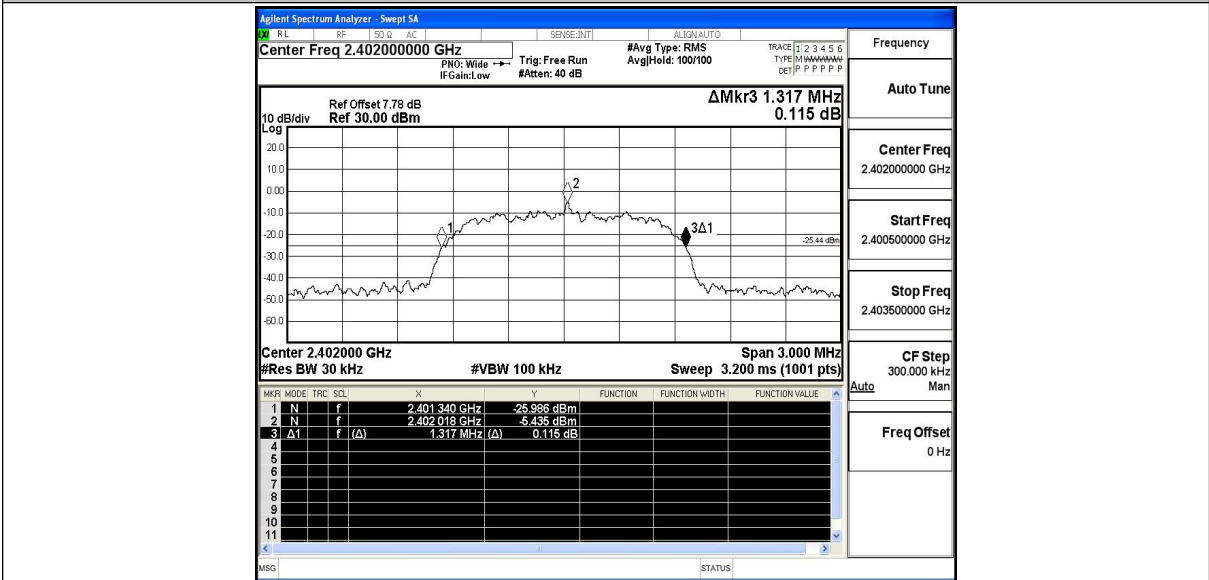 Agilent Spectrum Analyzer - Swept SA
RL RF 50 Ω AC SENSE:INT ALIGNAUTO
Center Freq 2.402000000 GHz
PNO: Wide
IFGain:Low
Trig: Free Run
#Atten: 40 dB
#Avg Type: RMS
Avg|Hold: 100/100
TRACE 1 2 3 4 5 6
TYPE M WWWWW
DET P P P P P P
Frequency
ΔMkr3 1.317 MHz
0.115 dB
Ref Offset 7.78 dB
10 dB/div Ref 30.00 dBm
Log
20.0
10.0
0.00
-10.0
-20.0
-30.0
-40.0
-50.0
-60.0
1
2
3Δ1
-25.44 dBm
Center 2.402000 GHz Span 3.000 MHz
#Res BW 30 kHz #VBW 100 kHz Sweep 3.200 ms (1001 pts)
MKR MODE TRC SCL X Y FUNCTION FUNCTION WIDTH FUNCTION VALUE
1 N f 2.401 340 GHz -25.986 dBm
2 N f 2.402 018 GHz -5.435 dBm
3 Δ1 f (Δ) 1.317 MHz (Δ) 0.115 dB
4
5
6
7
8
9
10
11
Auto Tune
Center Freq
2.402000000 GHz
Start Freq
2.400500000 GHz
Stop Freq
2.403500000 GHz
CF Step
300.000 kHz
Auto Man
Freq Offset
0 Hz
MSG STATUS